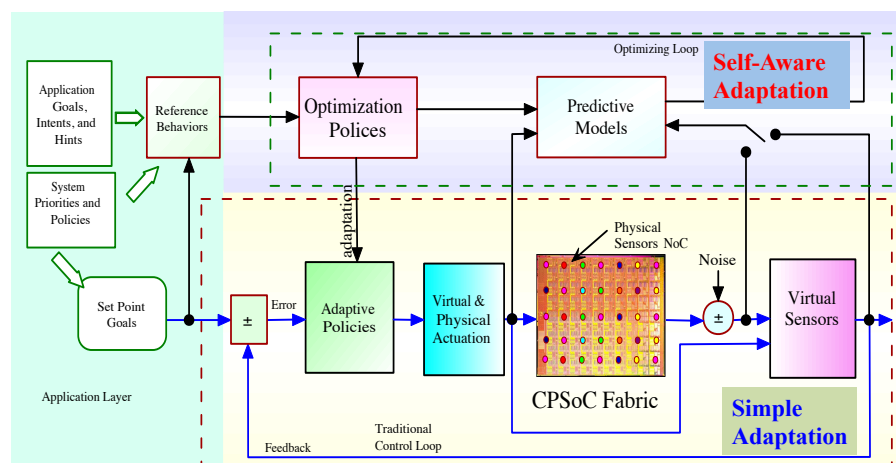 Optimizing Loop
Self-Aware
Adaptation
Application
Goals,
Intents, and
Hints
Reference
Behaviors
Optimization
Polices
Predictive
Models
System
Priorities and
Policies
adaptation
Physical
Sensors NoC
Noise
Set Point
Goals
±
Error
Adaptive
Policies
Virtual &
Physical
Actuation
±
Virtual
Sensors
CPSoC Fabric
Application Layer
Simple
Adaptation
Traditional
Control Loop
Feedback